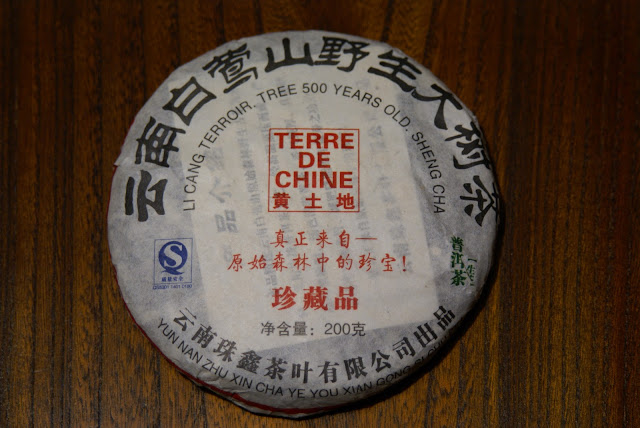 云南白莺山野生大树茶
LI CANG TERROIR, TREE 500 YEARS OLD, SHENG CHA
TERRE
DE
CHINE
黄土地
真正来自—
原始森林中的珍宝!
珍藏品
净含量: 200克
普洱茶
云南珠鑫茶叶有限公司出品
YUN NAN ZHU XIN CHA YE YOU XIAN GONG